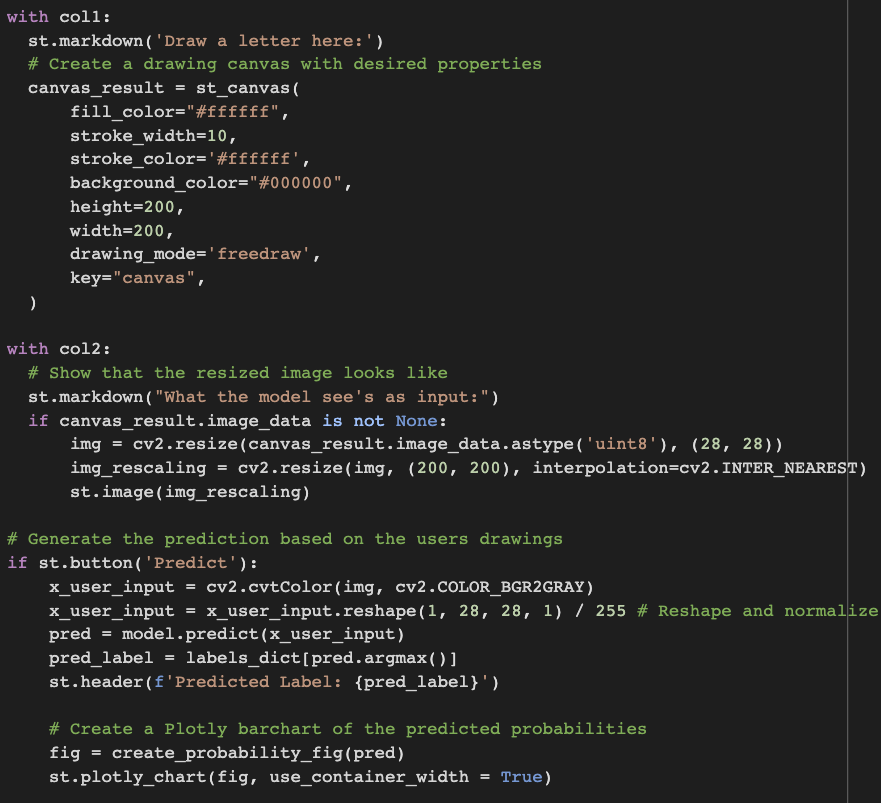 with col1:
  st.markdown('Draw a letter here:')
  # Create a drawing canvas with desired properties
  canvas_result = st_canvas(
      fill_color="#ffffff",
      stroke_width=10,
      stroke_color='#ffffff',
      background_color="#000000",
      height=200,
      width=200,
      drawing_mode='freedraw',
      key="canvas",
  )

with col2:
  # Show that the resized image looks like
  st.markdown("What the model see's as input:")
  if canvas_result.image_data is not None:
      img = cv2.resize(canvas_result.image_data.astype('uint8'), (28, 28))
      img_rescaling = cv2.resize(img, (200, 200), interpolation=cv2.INTER_NEAREST)
      st.image(img_rescaling)

# Generate the prediction based on the users drawings
if st.button('Predict'):
    x_user_input = cv2.cvtColor(img, cv2.COLOR_BGR2GRAY)
    x_user_input = x_user_input.reshape(1, 28, 28, 1) / 255 # Reshape and normalize
    pred = model.predict(x_user_input)
    pred_label = labels_dict[pred.argmax()]
    st.header(f'Predicted Label: {pred_label}')

    # Create a Plotly barchart of the predicted probabilities
    fig = create_probability_fig(pred)
    st.plotly_chart(fig, use_container_width = True)